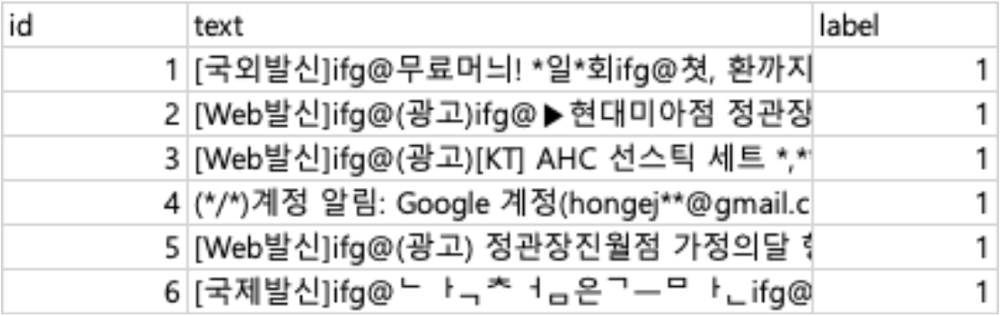 id text label
1 [국외발신]ifg@무료머늬! *일*회ifg@쳣, 환까지 1
2 [Web발신]ifg@(광고)ifg@▶현대미아점 정관장 1
3 [Web발신]ifg@(광고)[KT] AHC 선스틱 세트 *,* 1
4 (*/*)계정 알림: Google 계정(hongej**@gmail.c 1
5 [Web발신]ifg@(광고) 정관장진월점 가정의달 1
6 [국제발신]ifg@ᄂ ㅏᆨᄎ ㅓᆷ은ᄀㅡᄆ ㅏᆫifg@ 1